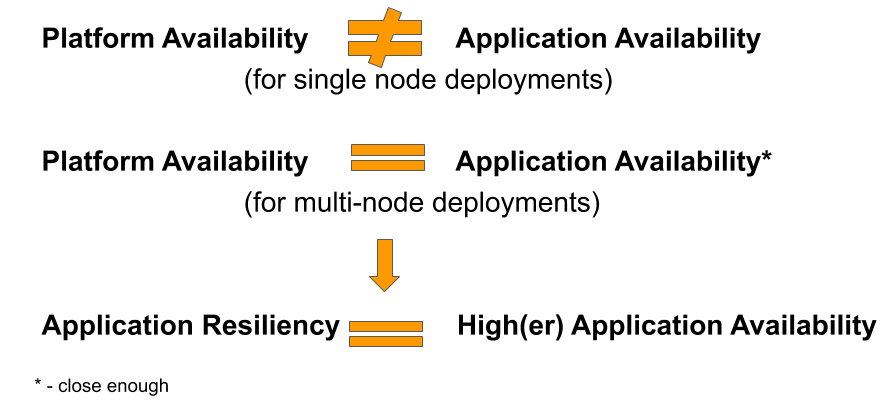 Platform Availability ≠ Application Availability
(for single node deployments)
Platform Availability = Application Availability*
(for multi-node deployments)
Application Resiliency = High(er) Application Availability
* - close enough